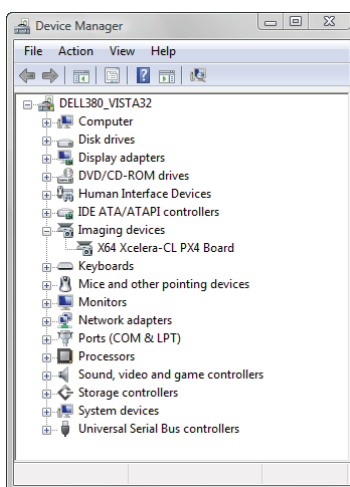 Device Manager
File Action View Help
DELL380_VISTA32
Computer
Disk drives
Display adapters
DVD/CD-ROM drives
Human Interface Devices
IDE ATA/ATAPI controllers
Imaging devices
X64 Xcelera-CL PX4 Board
Keyboards
Mice and other pointing devices
Monitors
Network adapters
Ports (COM & LPT)
Processors
Sound, video and game controllers
Storage controllers
System devices
Universal Serial Bus controllers